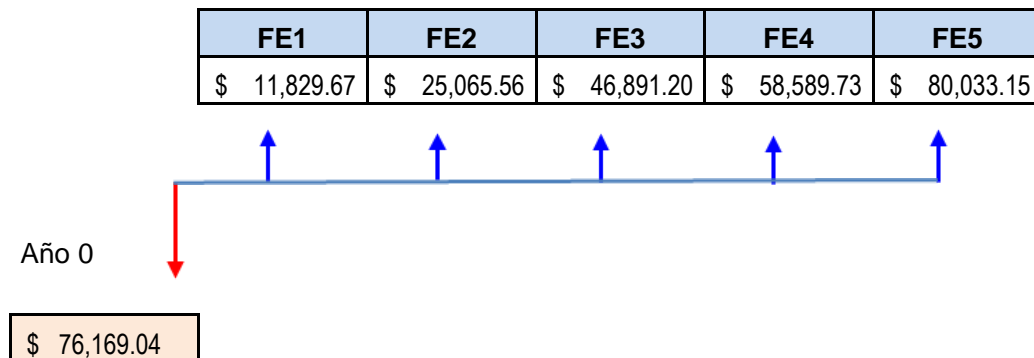 FE1 FE2 FE3 FE4 FE5
$ 11,829.67 $ 25,065.56 $ 46,891.20 $ 58,589.73 $ 80,033.15
Año 0
$ 76,169.04